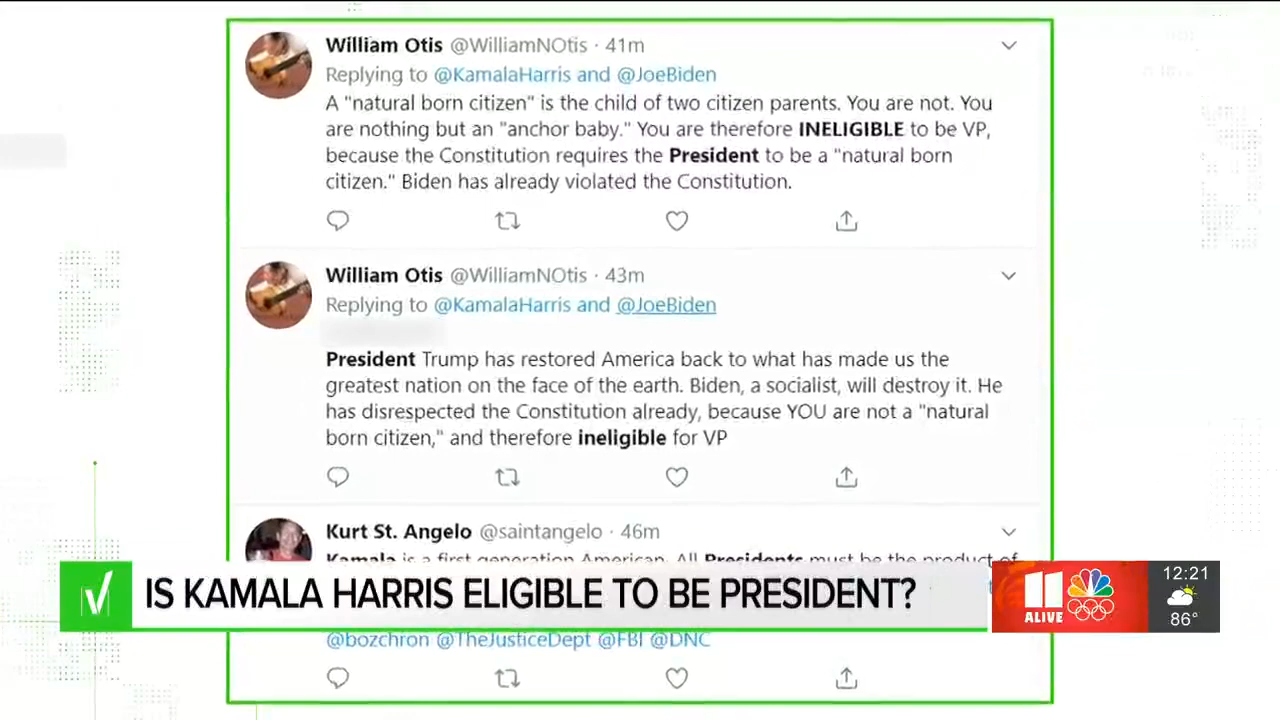 William Otis @WilliamNOtis · 41m
Replying to @KamalaHarris and @JoeBiden
A "natural born citizen" is the child of two citizen parents. You are not. You
are nothing but an "anchor baby." You are therefore INELIGIBLE to be VP,
because the Constitution requires the President to be a "natural born
citizen." Biden has already violated the Constitution.
William Otis @WilliamNOtis · 43m
Replying to @KamalaHarris and @JoeBiden
President Trump has restored America back to what has made us the
greatest nation on the face of the earth. Biden, a socialist, will destroy it. He
has disrespected the Constitution already, because YOU are not a "natural
born citizen," and therefore ineligible for VP
Kurt St. Angelo @saintangelo · 46m
Kamala is a first generation American. All Presidents must be the product of
IS KAMALA HARRIS ELIGIBLE TO BE PRESIDENT?
11
ALIVE
12:21
86°
@bozchron @TheJusticeDept @FBI @DNC